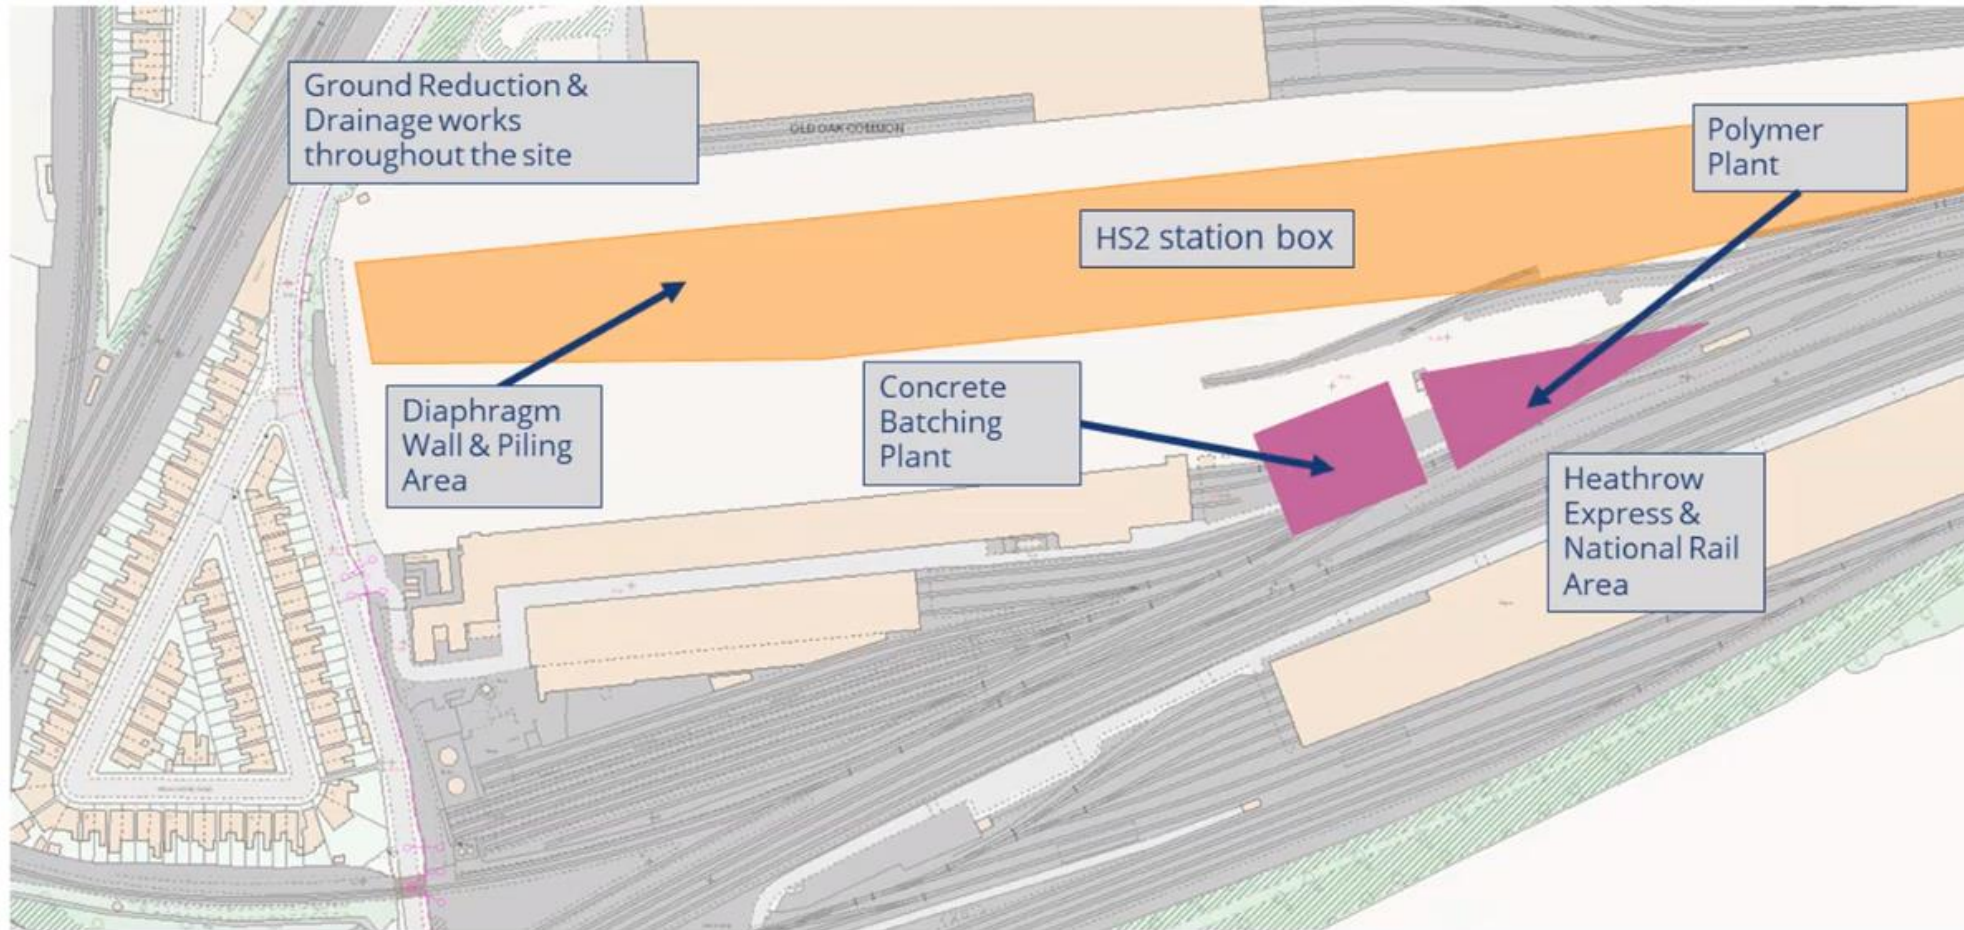 Ground Reduction &
Drainage works
throughout the site
OLD OAK COMMON
Polymer
Plant
HS2 station box
Diaphragm
Wall & Piling
Area
Concrete
Batching
Plant
Heathrow
Express &
National Rail
Area